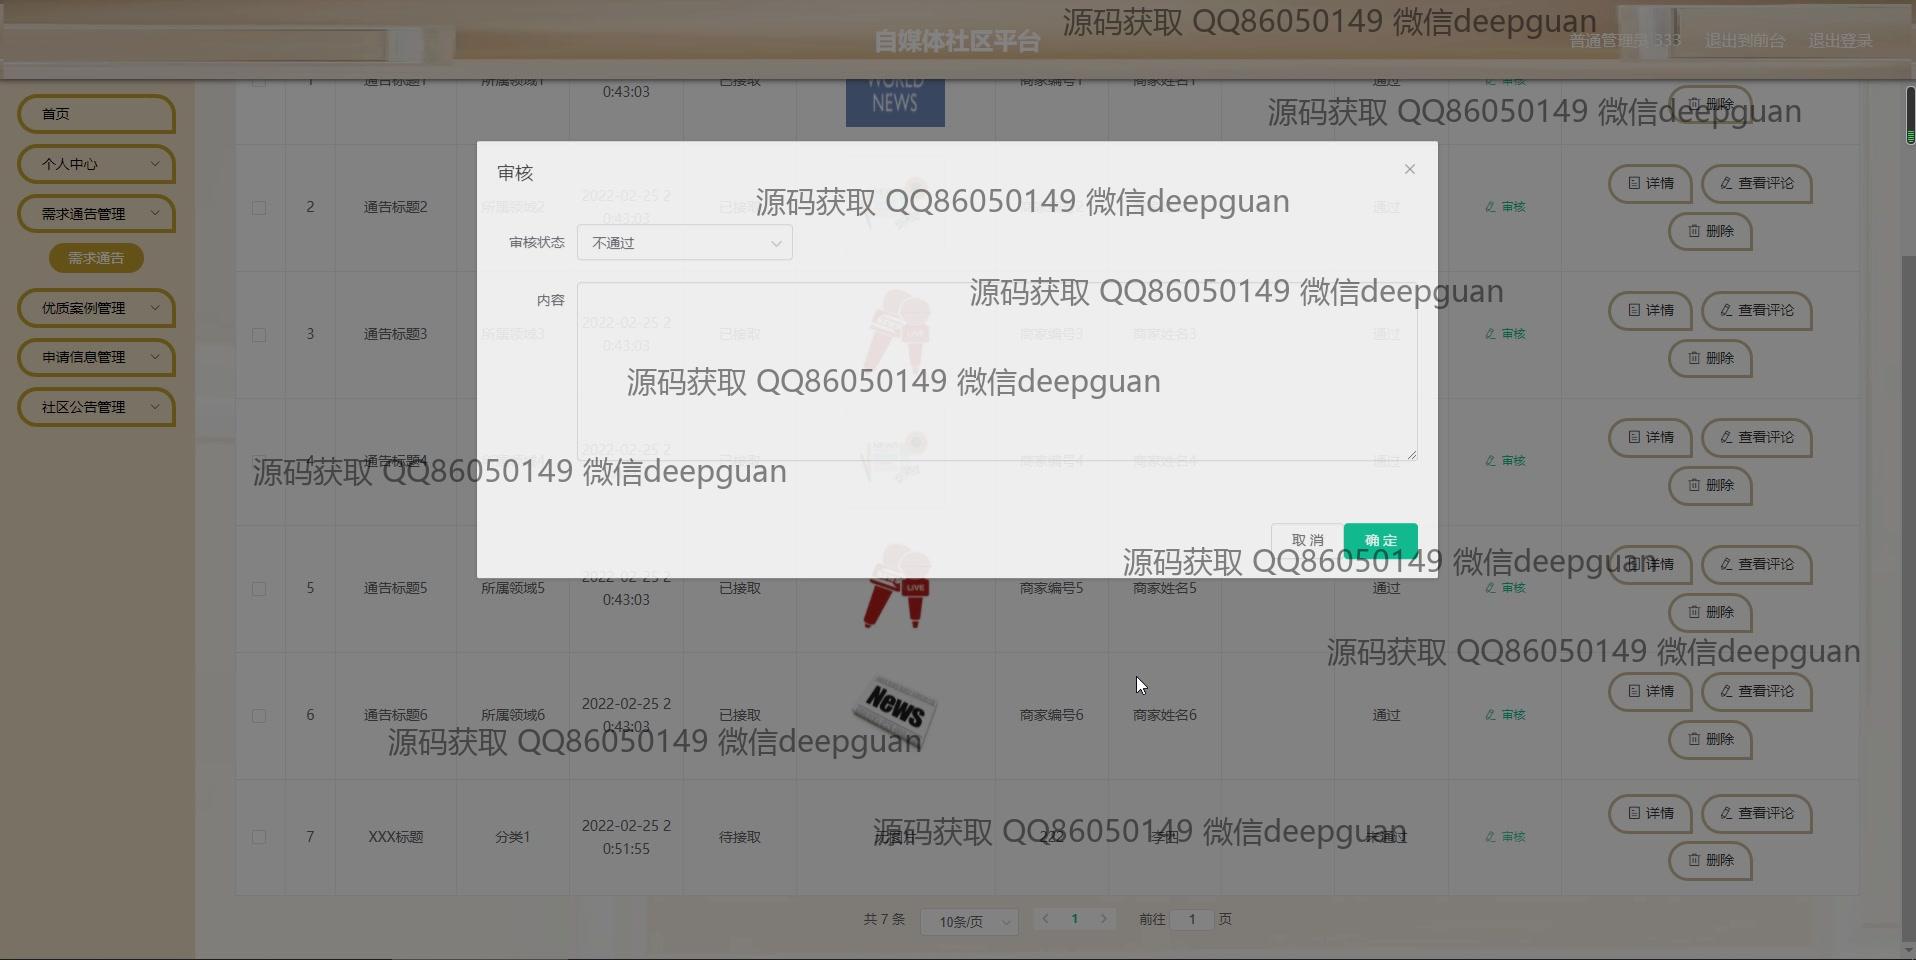 源码获取 QQ86050149 微信deepguan
自媒体社区平台
普通管理员 333 退出到前台 退出登录
首页
个人中心
需求通告管理
需求通告
优质案例管理
申请信息管理
社区公告管理
1 通告标题1 所属领域1 0:43:03 已接取 WORLD NEWS 商家编号1 商家姓名1 通过 审核 删除
源码获取 QQ86050149 微信deepguan
审核
源码获取 QQ86050149 微信deepguan
审核状态 不通过
内容
源码获取 QQ86050149 微信deepguan
源码获取 QQ86050149 微信deepguan
取消 确定
2 通告标题2 所属领域2 2022-02-25 2 已接取 通过 审核 详情 查看评论
0:43:03 删除
3 通告标题3 所属领域3 2022-02-25 2 已接取 LIVE 商家编号3 商家姓名3 通过 审核 详情 查看评论
0:43:03 删除
4 通告标题4 2022-02-25 2 商家编号4 商家姓名4 通过 审核 详情 查看评论
删除
源码获取 QQ86050149 微信deepguan
源码获取 QQ86050149 微信deepguan
5 通告标题5 所属领域5 2022-02-25 2 已接取 LIVE 商家编号5 商家姓名5 通过 审核 详情 查看评论
0:43:03 删除
源码获取 QQ86050149 微信deepguan
6 通告标题6 所属领域6 2022-02-25 2 已接取 News 商家编号6 商家姓名6 通过 审核 详情 查看评论
0:43:03 删除
源码获取 QQ86050149 微信deepguan
7 XXX标题 分类1 2022-02-25 2 待接取 222 李四 未通过 审核 详情 查看评论
0:51:55 删除
源码获取 QQ86050149 微信deepguan
共 7 条 10条/页 1 前往 1 页